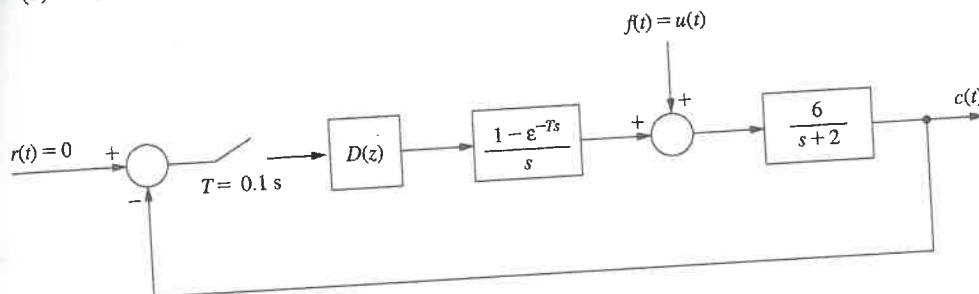 f(t) = u(t)
c(t)
r(t) = 0
+
−
T = 0.1 s
D(z)
1 − ε^{−Ts}
s
+
+
6
s + 2